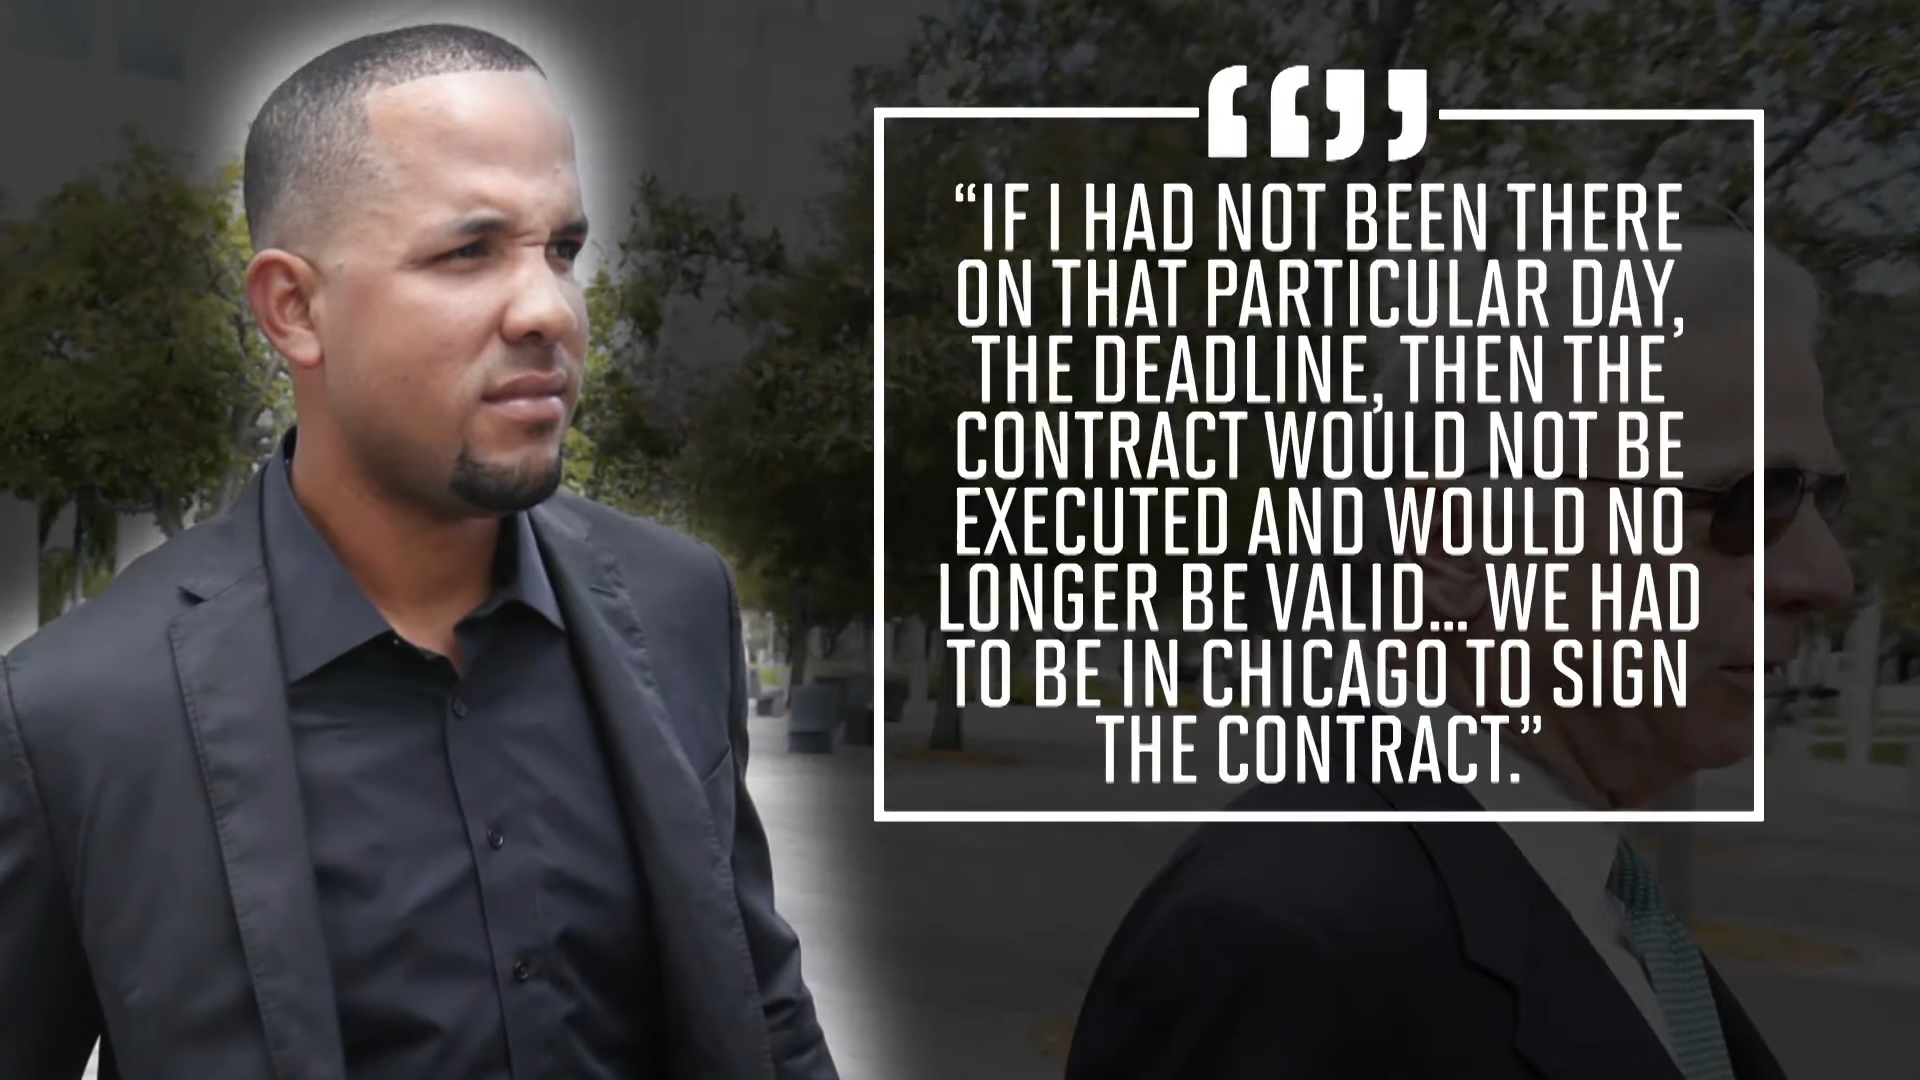 “IF I HAD NOT BEEN THERE
ON THAT PARTICULAR DAY,
THE DEADLINE, THEN THE
CONTRACT WOULD NOT BE
EXECUTED AND WOULD NO
LONGER BE VALID... WE HAD
TO BE IN CHICAGO TO SIGN
THE CONTRACT.”